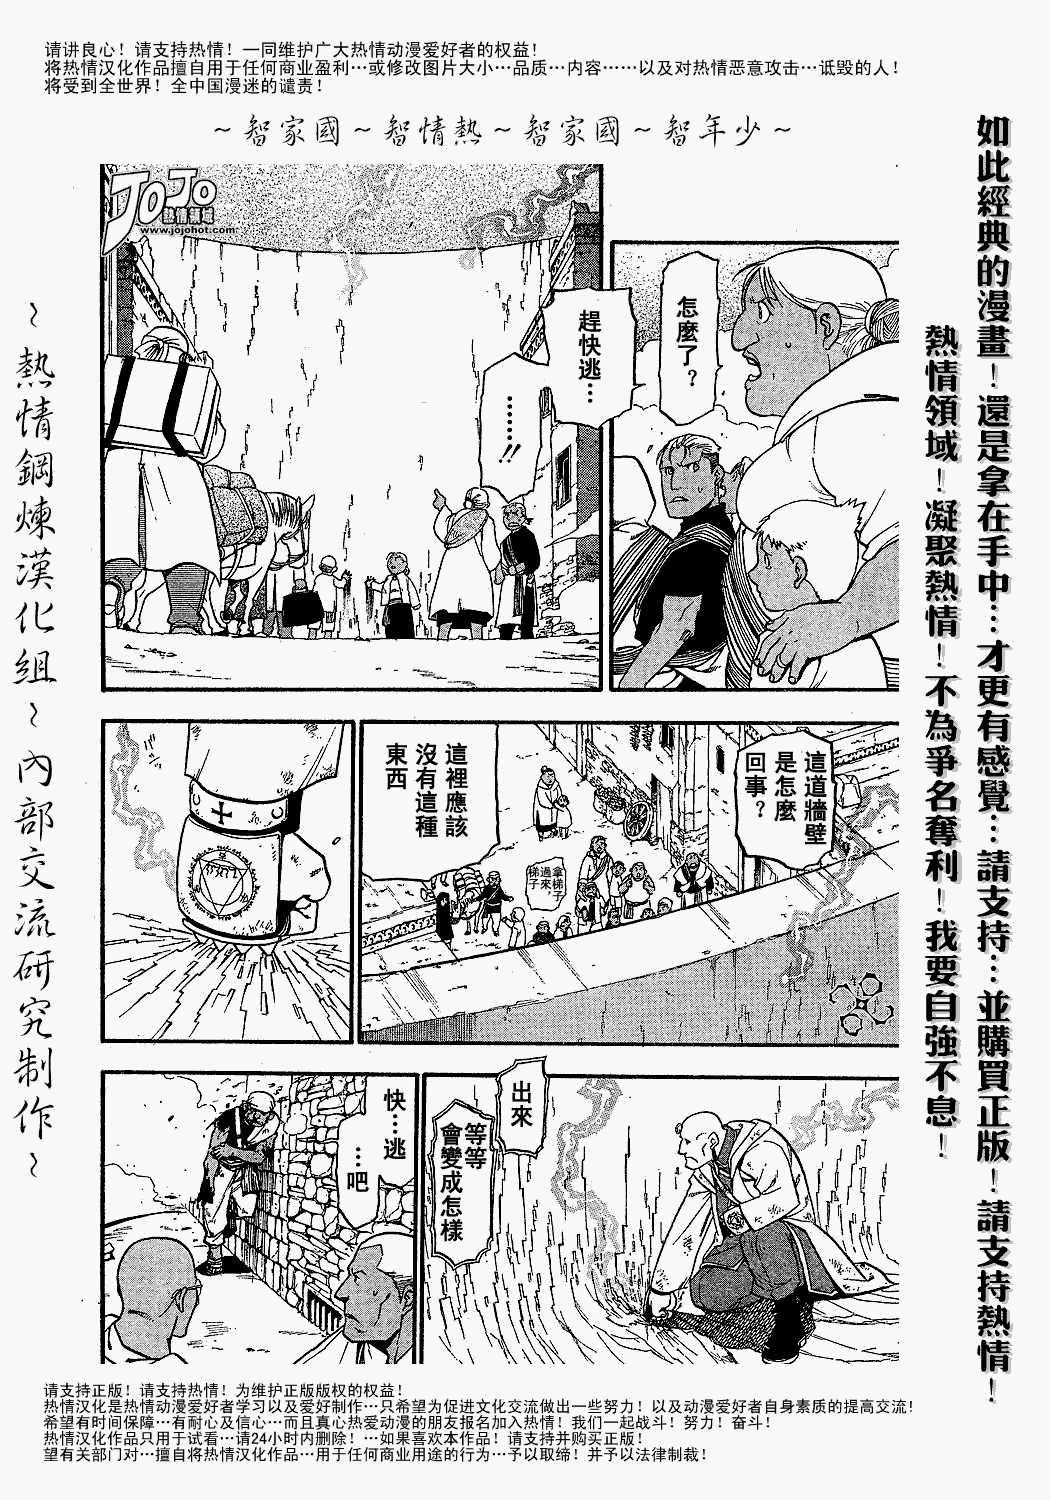 请讲良心！请支持热情！一同维护广大热情动漫爱好者的权益！
将热情汉化作品擅自用于任何商业盈利…或修改图片大小…品质…内容……以及对热情恶意攻击…诋毁的人！
将受到全世界！全中国漫迷的谴责！
～智家國～智情熱～智家國～智年少～
如此經典的漫畫！還是拿在手中…才更有感覺…請支持…並購買正版！請支持熱情！
熱情領域！凝聚熱情！不為爭名奪利！我要自強不息！
～熱情鋼煉漢化組～內部交流研究制作～
JOJO
熱情領域
www.jojohot.com
怎麼了？
趕快逃…
……!!
這道牆壁
是怎麼
回事？
拿梯子
過來，
梯子
這裡應該
沒有這種
東西
出來
等等
會變成怎樣
快…逃
…吧
请支持正版！请支持热情！为维护正版版权的权益！
热情汉化是热情动漫爱好者学习以及爱好制作…只希望为促进文化交流做出一些努力！以及动漫爱好者自身素质的提高交流！
希望有时间保障…有耐心及信心…而且真心热爱动漫的朋友报名加入热情！我们一起战斗！努力！奋斗！
热情汉化作品只用于试看…请24小时内删除！…如果喜欢本作品！请支持并购买正版！
望有关部门对…擅自将热情汉化作品…用于任何商业用途的行为…予以取缔！并予以法律制裁！